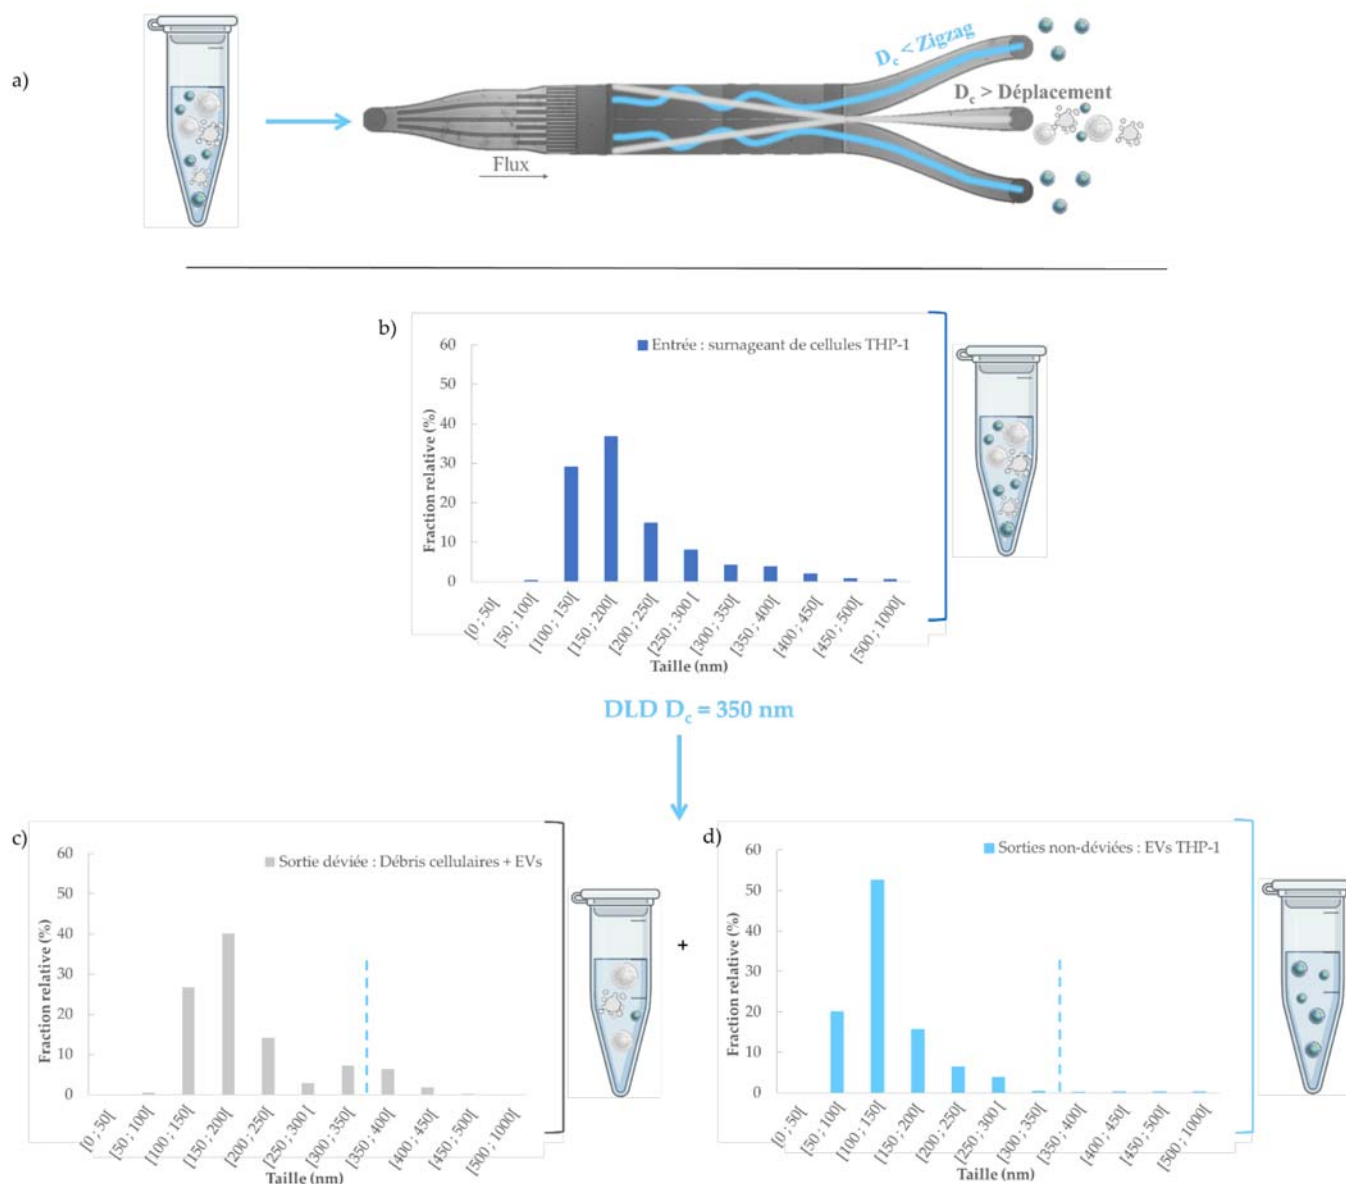 a)
D_c < Zigzag
D_c > Déplacement
Flux
b)
Entrée : surnageant de cellules THP-1
Fraction relative (%)
60
50
40
30
20
10
0
[0 ; 50[
[50 ; 100[
[100 ; 150[
[150 ; 200[
[200 ; 250[
[250 ; 300 [
[300 ; 350[
[350 ; 400[
[400 ; 450[
[450 ; 500[
[500 ; 1000[
Taille (nm)
DLD D_c = 350 nm
c)
Sortie déviée : Débris cellulaires + EVs
Fraction relative (%)
60
50
40
30
20
10
0
[0 ; 50[
[50 ; 100[
[100 ; 150[
[150 ; 200[
[200 ; 250[
[250 ; 300 [
[300 ; 350[
[350 ; 400[
[400 ; 450[
[450 ; 500[
[500 ; 1000[
Taille (nm)
+
d)
Sorties non-déviées : EVs THP-1
Fraction relative (%)
60
50
40
30
20
10
0
[0 ; 50[
[50 ; 100[
[100 ; 150[
[150 ; 200[
[200 ; 250[
[250 ; 300 [
[300 ; 350[
[350 ; 400[
[400 ; 450[
[450 ; 500[
[500 ; 1000[
Taille (nm)